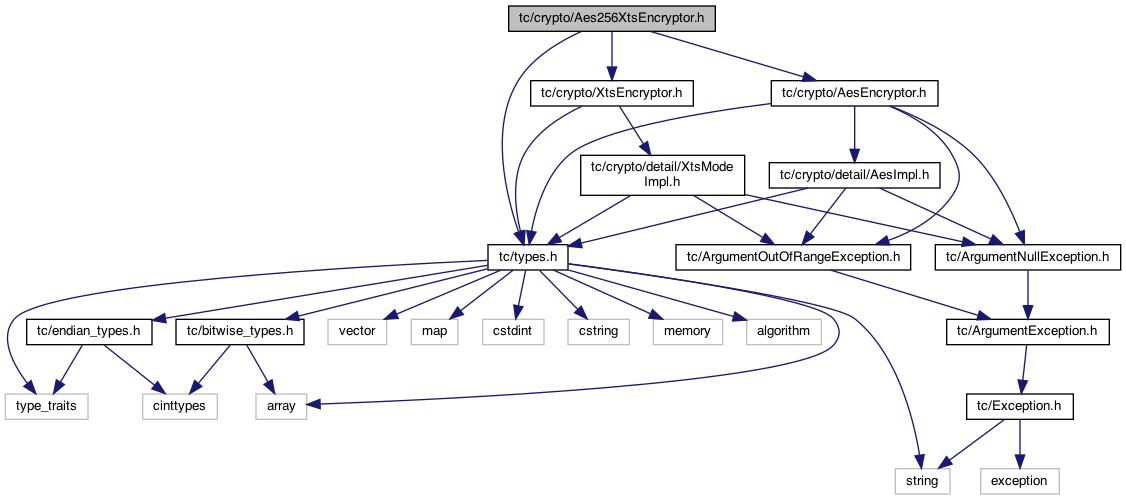 tc/crypto/Aes256XtsEncryptor.h
tc/crypto/XtsEncryptor.h
tc/crypto/AesEncryptor.h
tc/crypto/detail/XtsMode
Impl.h
tc/crypto/detail/AesImpl.h
tc/types.h
tc/ArgumentOutOfRangeException.h
tc/ArgumentNullException.h
tc/endian_types.h
tc/bitwise_types.h
vector
map
cstdint
cstring
memory
algorithm
tc/ArgumentException.h
type_traits
cinttypes
array
tc/Exception.h
string
exception